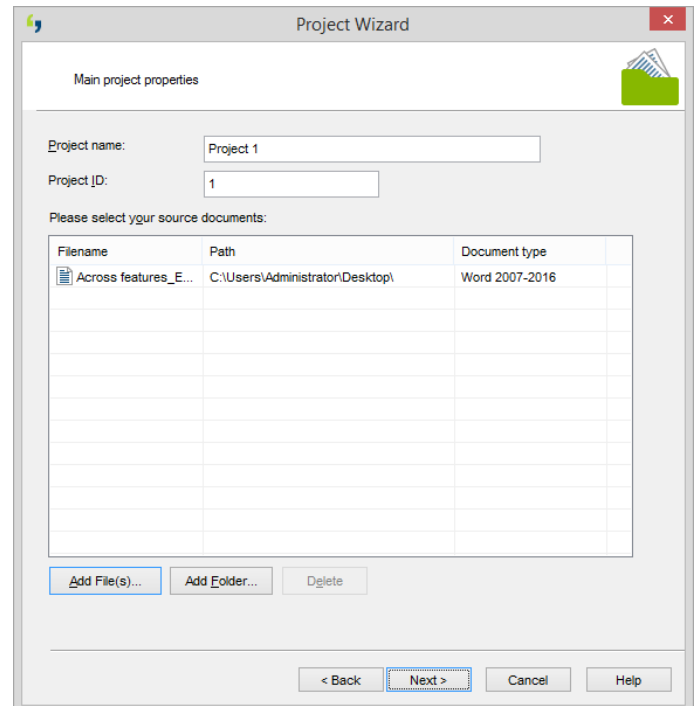 Project Wizard
Main project properties
Project name: Project 1
Project ID: 1
Please select your source documents:
Filename Path Document type
Across features_E... C:\Users\Administrator\Desktop\ Word 2007-2016
Add File(s)... Add Folder... Delete
< Back Next > Cancel Help